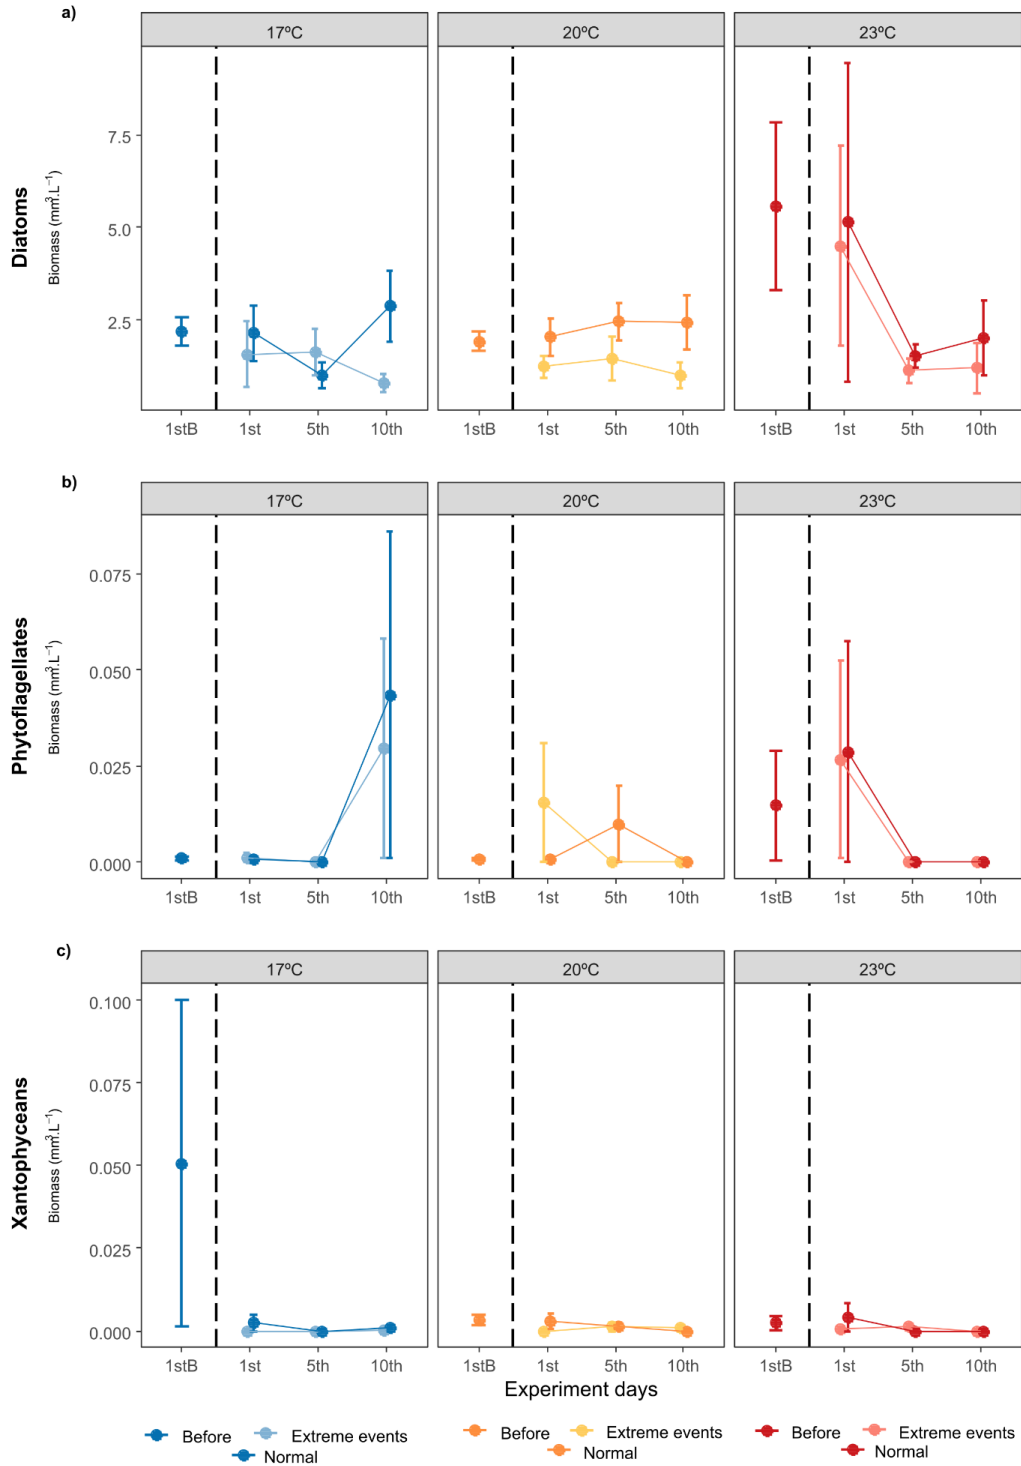 a)
17ºC 20ºC 23ºC
Diatoms
Biomass (mm³.L⁻¹)
7.5
5.0
2.5
1stB 1st 5th 10th 1stB 1st 5th 10th 1stB 1st 5th 10th
b)
17ºC 20ºC 23ºC
Phytoflagellates
Biomass (mm³.L⁻¹)
0.075
0.050
0.025
0.000
1stB 1st 5th 10th 1stB 1st 5th 10th 1stB 1st 5th 10th
c)
17ºC 20ºC 23ºC
Xantophyceans
Biomass (mm³.L⁻¹)
0.100
0.075
0.050
0.025
0.000
1stB 1st 5th 10th 1stB 1st 5th 10th 1stB 1st 5th 10th
Experiment days
Before Extreme events Before Extreme events Before Extreme events
Normal Normal Normal